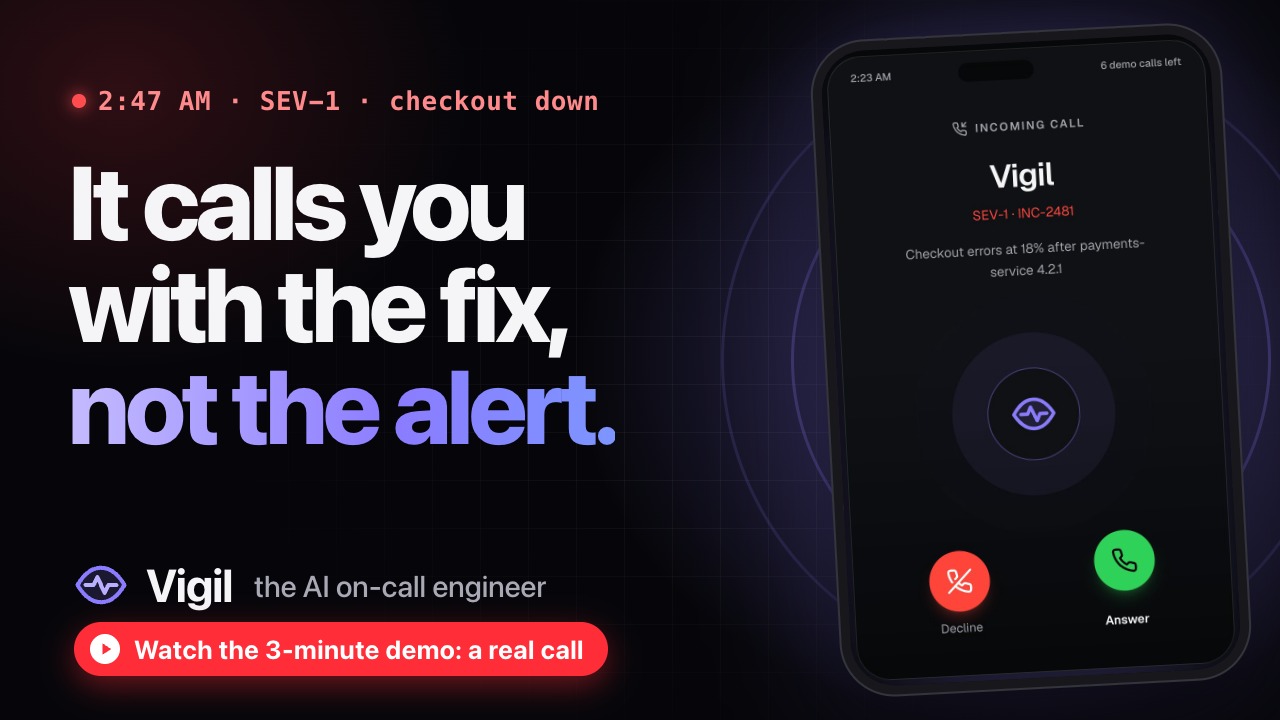 2:47 AM · SEV–1 · checkout down
It calls you
with the fix,
not the alert.
Vigil the AI on-call engineer
Watch the 3-minute demo: a real call
2:23 AM
6 demo calls left
INCOMING CALL
Vigil
SEV-1 · INC-2481
Checkout errors at 18% after payments-
service 4.2.1
Decline
Answer